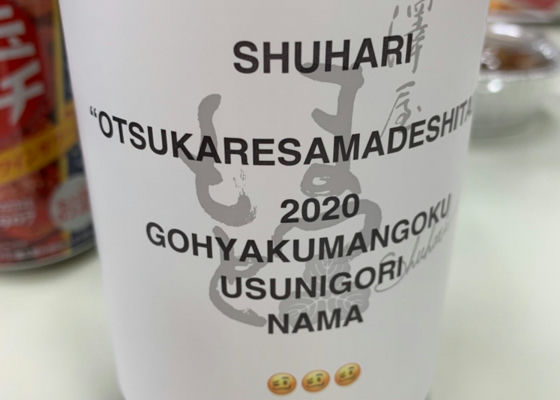 SHUHARI
“OTSUKARESAMADESHITA
2020
GOHYAKUMANGOKU
USUNIGORI
NAMA